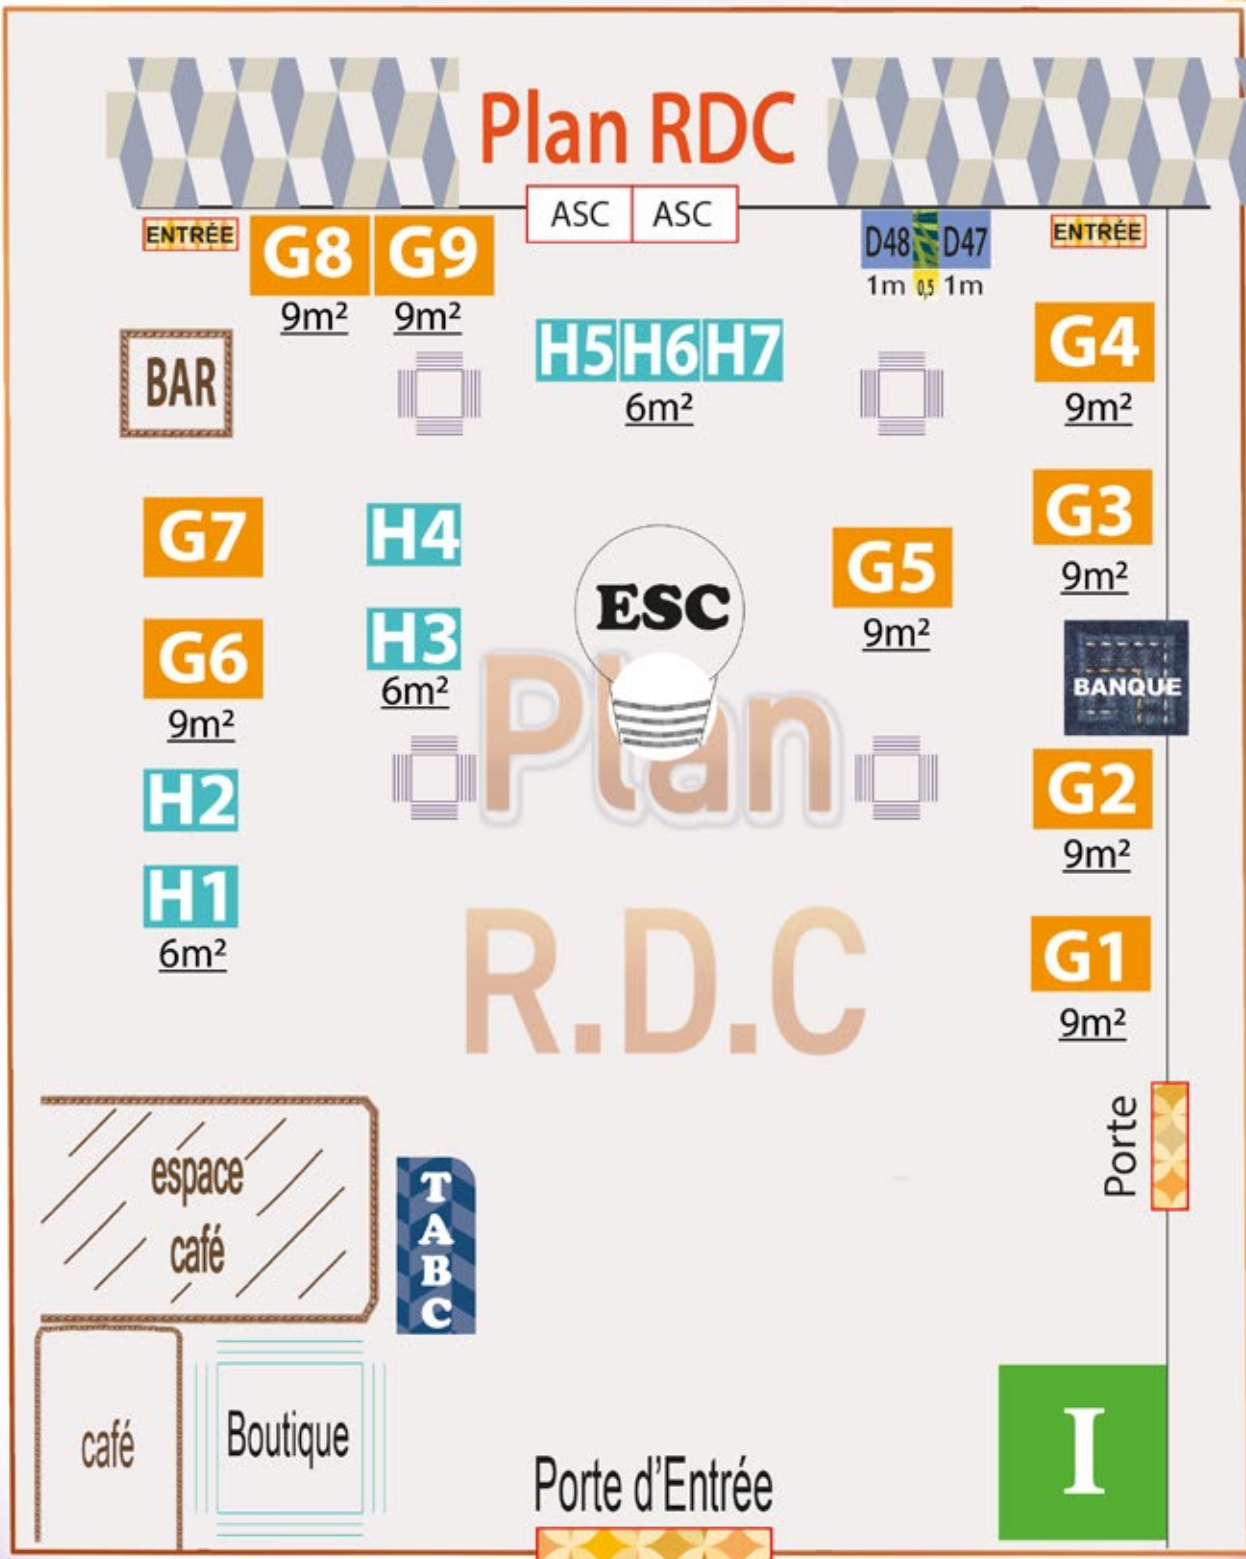 Plan RDC
ASC ASC
ENTRÉE G8 G9 D48 D47 ENTRÉE
9m² 9m² 1m 0,5 1m
BAR H5 H6 H7 G4
6m² 9m²
G7 H4 G5 G3
9m² 9m²
ESC
G6 H3
9m² 6m²
BANQUE
Plan
H2 G2
9m²
H1 G1
6m² 9m²
R.D.C
Porte
espace
café
TABC
café Boutique
I
Porte d'Entrée